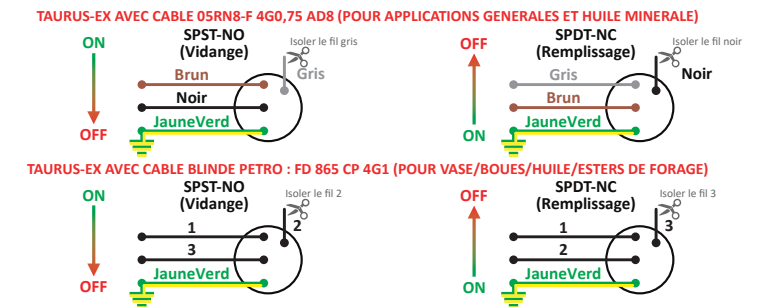 TAURUS-EX AVEC CABLE 05RN8-F 4G0,75 AD8 (POUR APPLICATIONS GENERALES ET HUILE MINERALE)
ON
SPST-NO
(Vidange)
Isoler le fil gris
Brun
Gris
Noir
JauneVerd
OFF
OFF
SPDT-NC
(Remplissage)
Isoler le fil noir
Gris
Noir
Brun
JauneVerd
ON
TAURUS-EX AVEC CABLE BLINDE PETRO : FD 865 CP 4G1 (POUR VASE/BOUES/HUILE/ESTERS DE FORAGE)
ON
SPST-NO
(Vidange)
Isoler le fil 2
1
2
3
JauneVerd
OFF
OFF
SPDT-NC
(Remplissage)
Isoler le fil 3
1
3
2
JauneVerd
ON